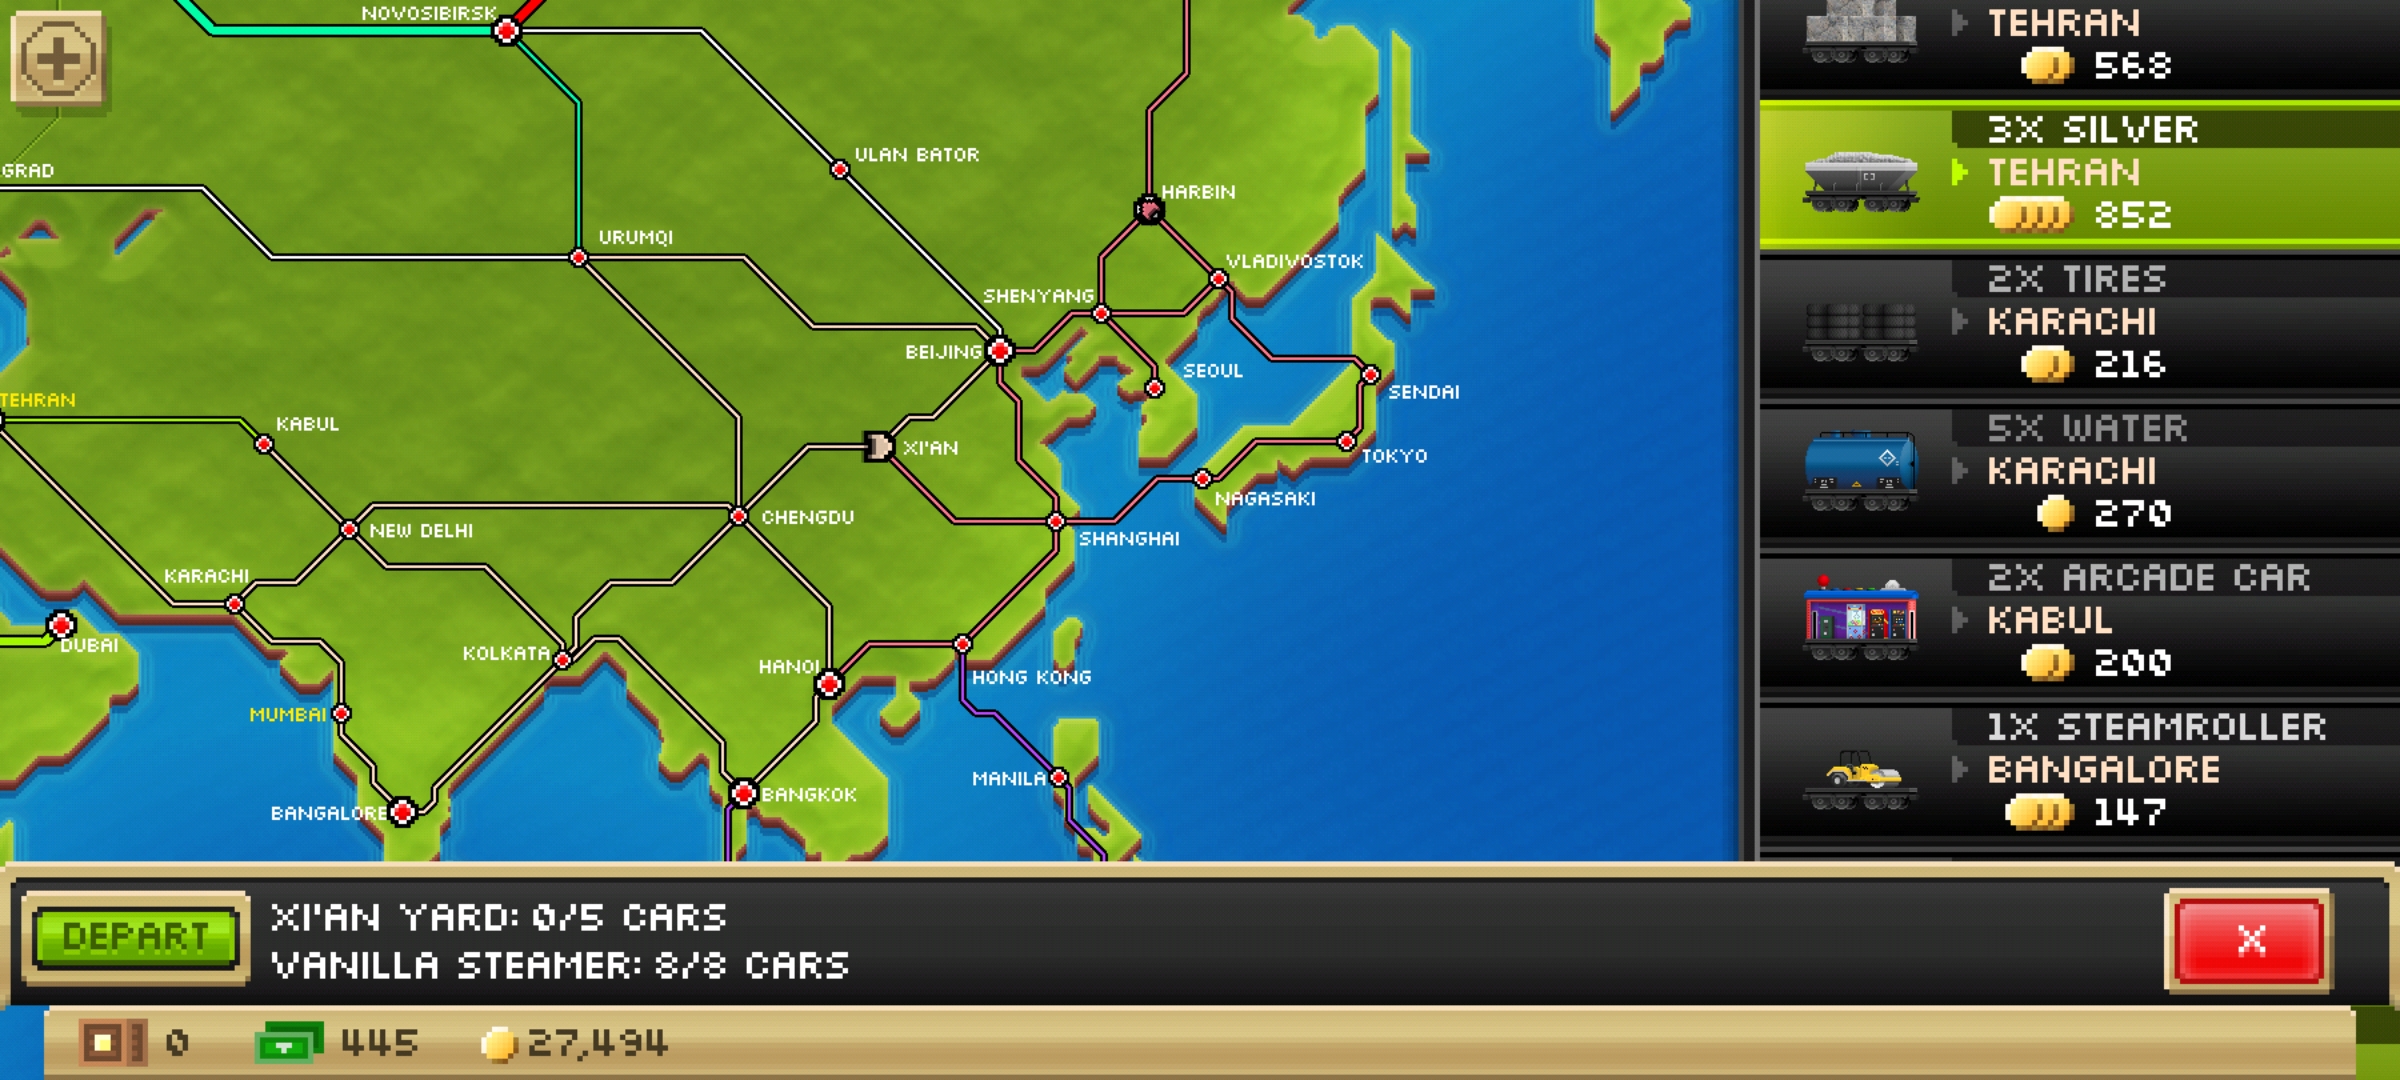 NOVOSIBIRSK
ULAN BATOR
GRAD
HARBIN
URUMQI
VLADIVOSTOK
SHENYANG
BEIJING
SEOUL
SENDAI
TEHRAN
KABUL
XI'AN
TOKYO
NAGASAKI
NEW DELHI
CHENGDU
SHANGHAI
KARACHI
DUBAI
KOLKATA
HANOI
HONG KONG
MUMBAI
MANILA
BANGKOK
BANGALORE
TEHRAN
568
3X SILVER
TEHRAN
852
2X TIRES
KARACHI
216
5X WATER
KARACHI
270
2X ARCADE CAR
KABUL
200
1X STEAMROLLER
BANGALORE
147
DEPART
XI'AN YARD: 0/5 CARS
VANILLA STEAMER: 8/8 CARS
X
0
445
27,494